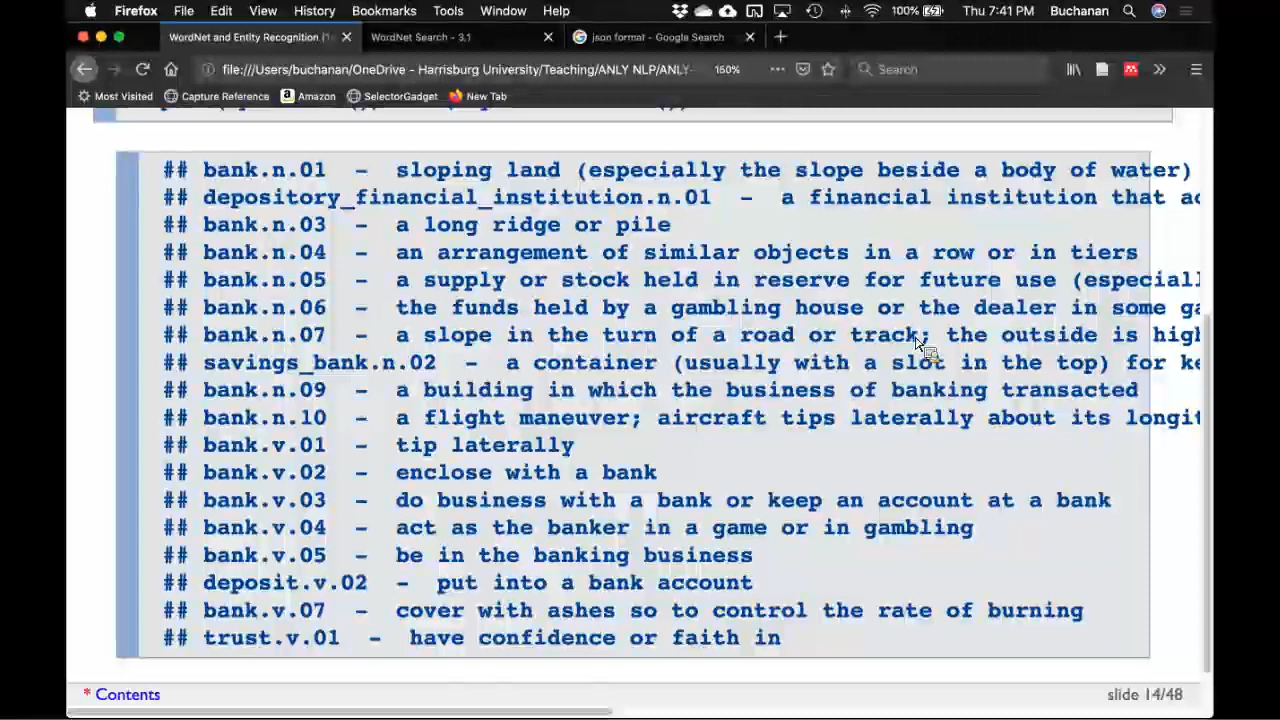 Firefox File Edit View History Bookmarks Tools Window Help 100% Thu 7:41 PM Buchanan
WordNet and Entity Recognition (1 WordNet Search - 3.1 json format - Google Search
file:///Users/buchanan/OneDrive - Harrisburg University/Teaching/ANLY NLP/ANLY- 150% Search
Most Visited Capture Reference Amazon SelectorGadget New Tab
## bank.n.01 - sloping land (especially the slope beside a body of water)
## depository_financial_institution.n.01 - a financial institution that ac
## bank.n.03 - a long ridge or pile
## bank.n.04 - an arrangement of similar objects in a row or in tiers
## bank.n.05 - a supply or stock held in reserve for future use (especiall
## bank.n.06 - the funds held by a gambling house or the dealer in some ga
## bank.n.07 - a slope in the turn of a road or track; the outside is high
## savings_bank.n.02 - a container (usually with a slot in the top) for ke
## bank.n.09 - a building in which the business of banking transacted
## bank.n.10 - a flight maneuver; aircraft tips laterally about its longit
## bank.v.01 - tip laterally
## bank.v.02 - enclose with a bank
## bank.v.03 - do business with a bank or keep an account at a bank
## bank.v.04 - act as the banker in a game or in gambling
## bank.v.05 - be in the banking business
## deposit.v.02 - put into a bank account
## bank.v.07 - cover with ashes so to control the rate of burning
## trust.v.01 - have confidence or faith in
* Contents slide 14/48